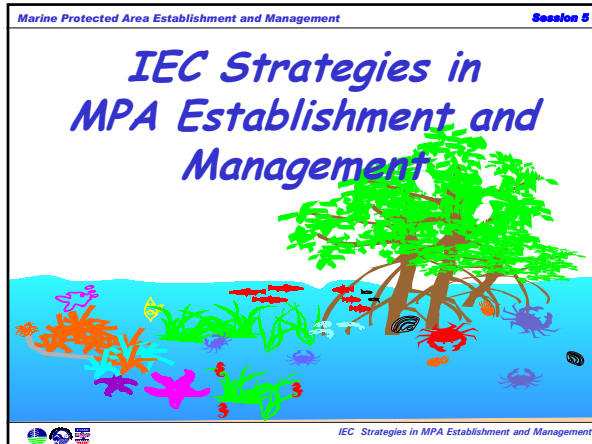 Marine Protected Area Establishment and Management Session 5
IEC Strategies in
MPA Establishment and
Management
IEC Strategies in MPA Establishment and Management